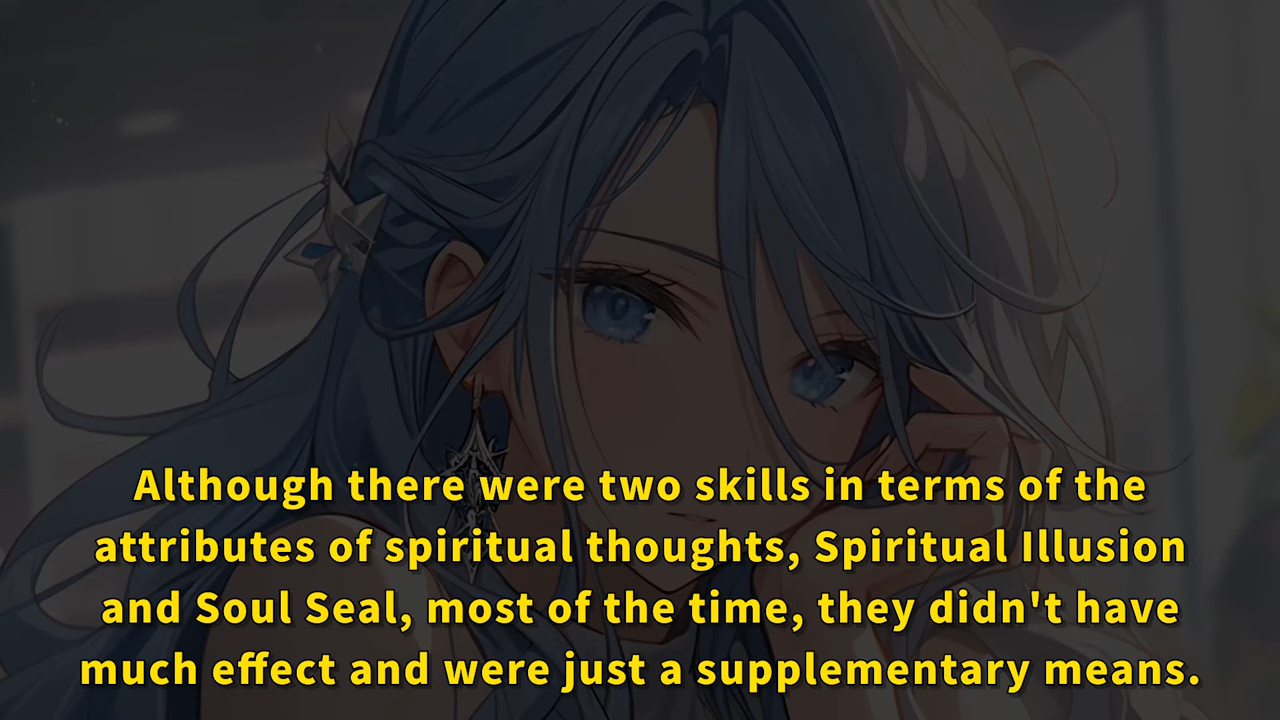 Although there were two skills in terms of the
attributes of spiritual thoughts, Spiritual Illusion
and Soul Seal, most of the time, they didn't have
much effect and were just a supplementary means.